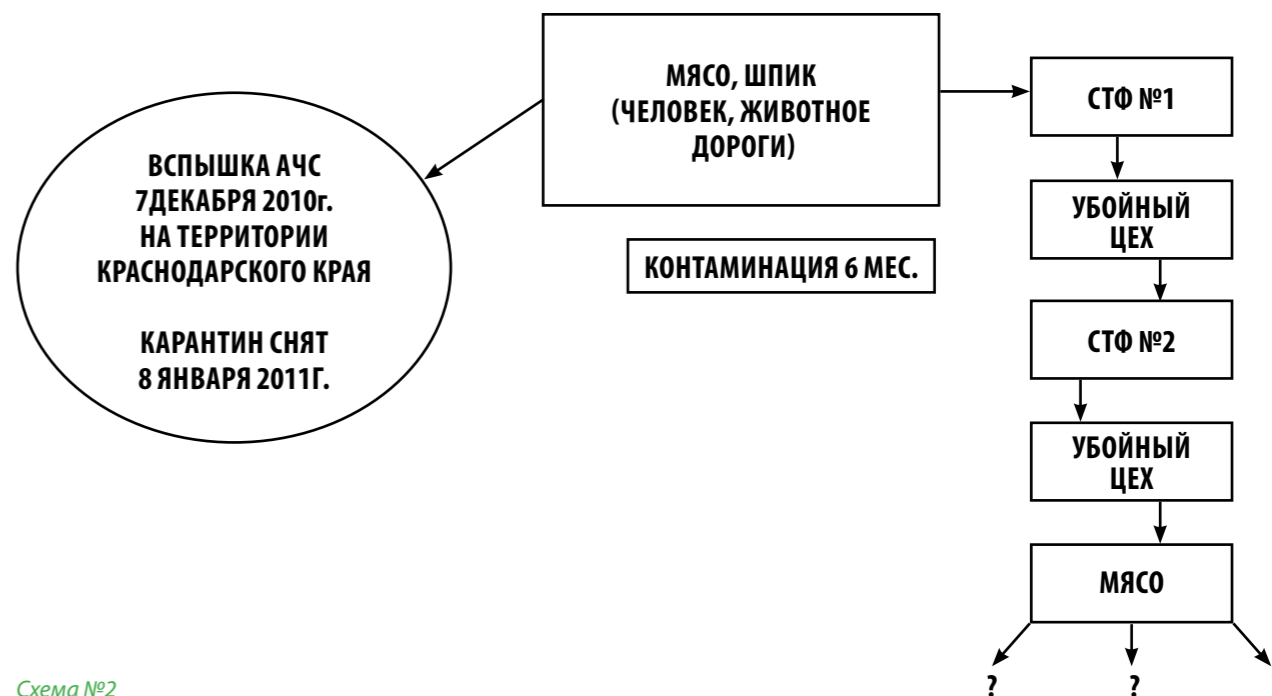 ВСПЫШКА АЧС
7ДЕКАБРЯ 2010г.
НА ТЕРРИТОРИИ
КРАСНОДАРСКОГО КРАЯ
КАРАНТИН СНЯТ
8 ЯНВАРЯ 2011Г.
МЯСО, ШПИК
(ЧЕЛОВЕК, ЖИВОТНОЕ
ДОРОГИ)
КОНТАМИНАЦИЯ 6 МЕС.
СТФ №1
УБОЙНЫЙ
ЦЕХ
СТФ №2
УБОЙНЫЙ
ЦЕХ
МЯСО
? ?
Схема №2